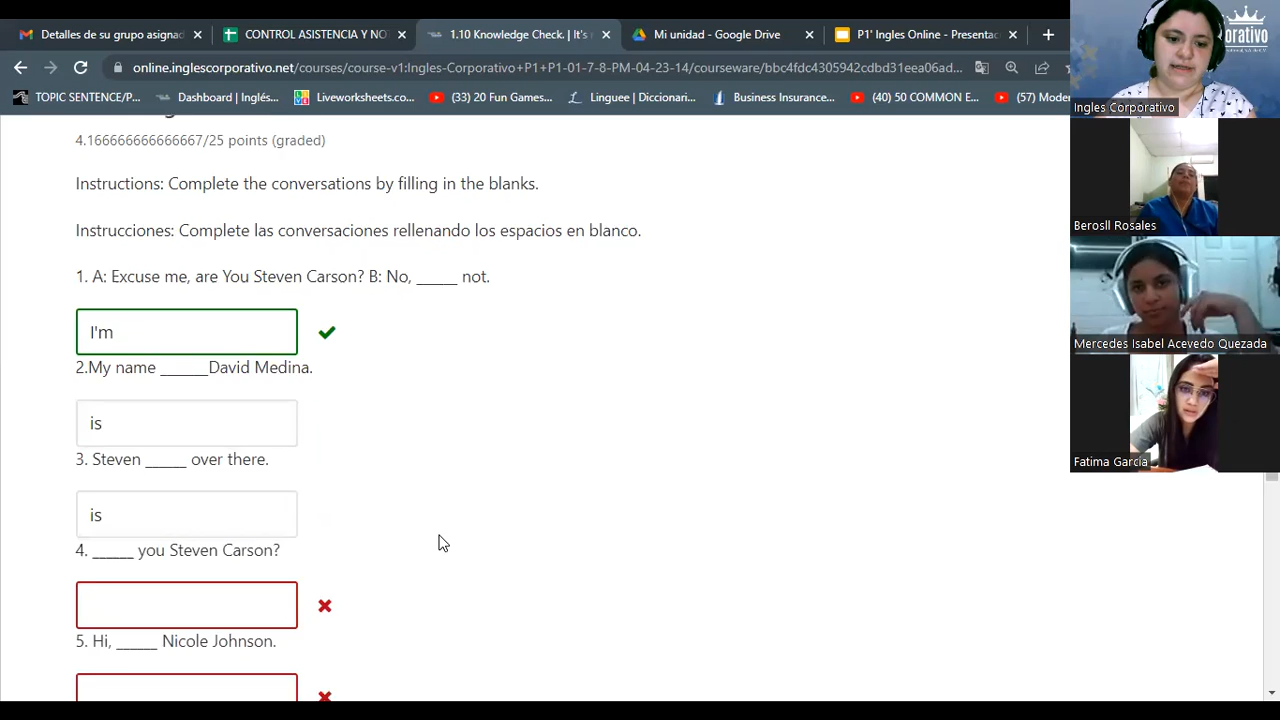 Detalles de su grupo asignad
CONTROL ASISTENCIA Y NO
1.10 Knowledge Check. | It's
Mi unidad - Google Drive
P1' Ingles Online - Presentac
online.inglescorporativo.net/courses/course-v1:Ingles-Corporativo+P1+P1-01-7-8-PM-04-23-14/courseware/bbc4fdc4305942cdbd31eea06ad...
TOPIC SENTENCE/P...
Dashboard | Inglés...
Liveworksheets.co...
(33) 20 Fun Games...
Linguee | Diccionari...
Business Insurance...
(40) 50 COMMON E...
(57) Mode
orativo
Ingles Corporativo
Berosll Rosales
Mercedes Isabel Acevedo Quezada
Fatima García
4.166666666666667/25 points (graded)
Instructions: Complete the conversations by filling in the blanks.
Instrucciones: Complete las conversaciones rellenando los espacios en blanco.
1. A: Excuse me, are You Steven Carson? B: No, _____ not.
I'm
2.My name ______David Medina.
is
3. Steven _____ over there.
is
4. _____ you Steven Carson?
5. Hi, _____ Nicole Johnson.